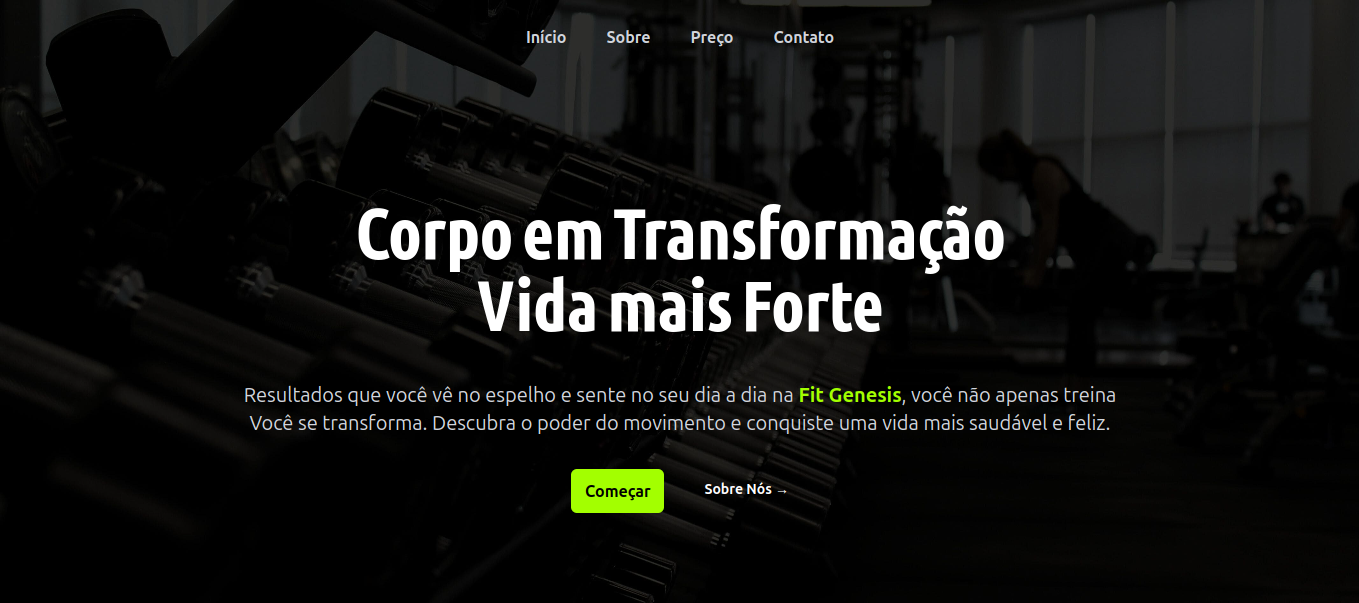 Início Sobre Preço Contato
Corpo em Transformação
Vida mais Forte
Resultados que você vê no espelho e sente no seu dia a dia na Fit Genesis, você não apenas treina
Você se transforma. Descubra o poder do movimento e conquiste uma vida mais saudável e feliz.
Começar Sobre Nós →